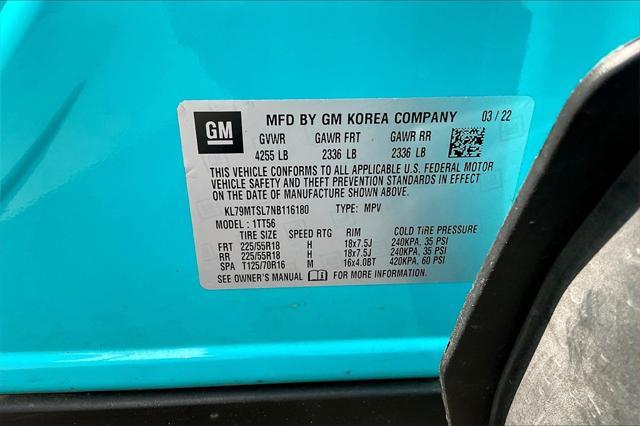 GM MFD BY GM KOREA COMPANY 03 / 22
GVWR GAWR FRT GAWR RR
4255 LB 2336 LB 2336 LB
THIS VEHICLE CONFORMS TO ALL APPLICABLE U.S. FEDERAL MOTOR
VEHICLE SAFETY AND THEFT PREVENTION STANDARDS IN EFFECT
ON THE DATE OF MANUFACTURE SHOWN ABOVE.
KL79MTSL7NB116180 TYPE: MPV
MODEL : 1TT56
TIRE SIZE SPEED RTG RIM COLD TIRE PRESSURE
FRT 225/55R18 H 18x7.5J 240KPA, 35 PSI
RR 225/55R18 H 18x7.5J 240KPA, 35 PSI
SPA T125/70R16 M 16x4.0BT 420KPA, 60 PSI
SEE OWNER'S MANUAL FOR MORE INFORMATION.